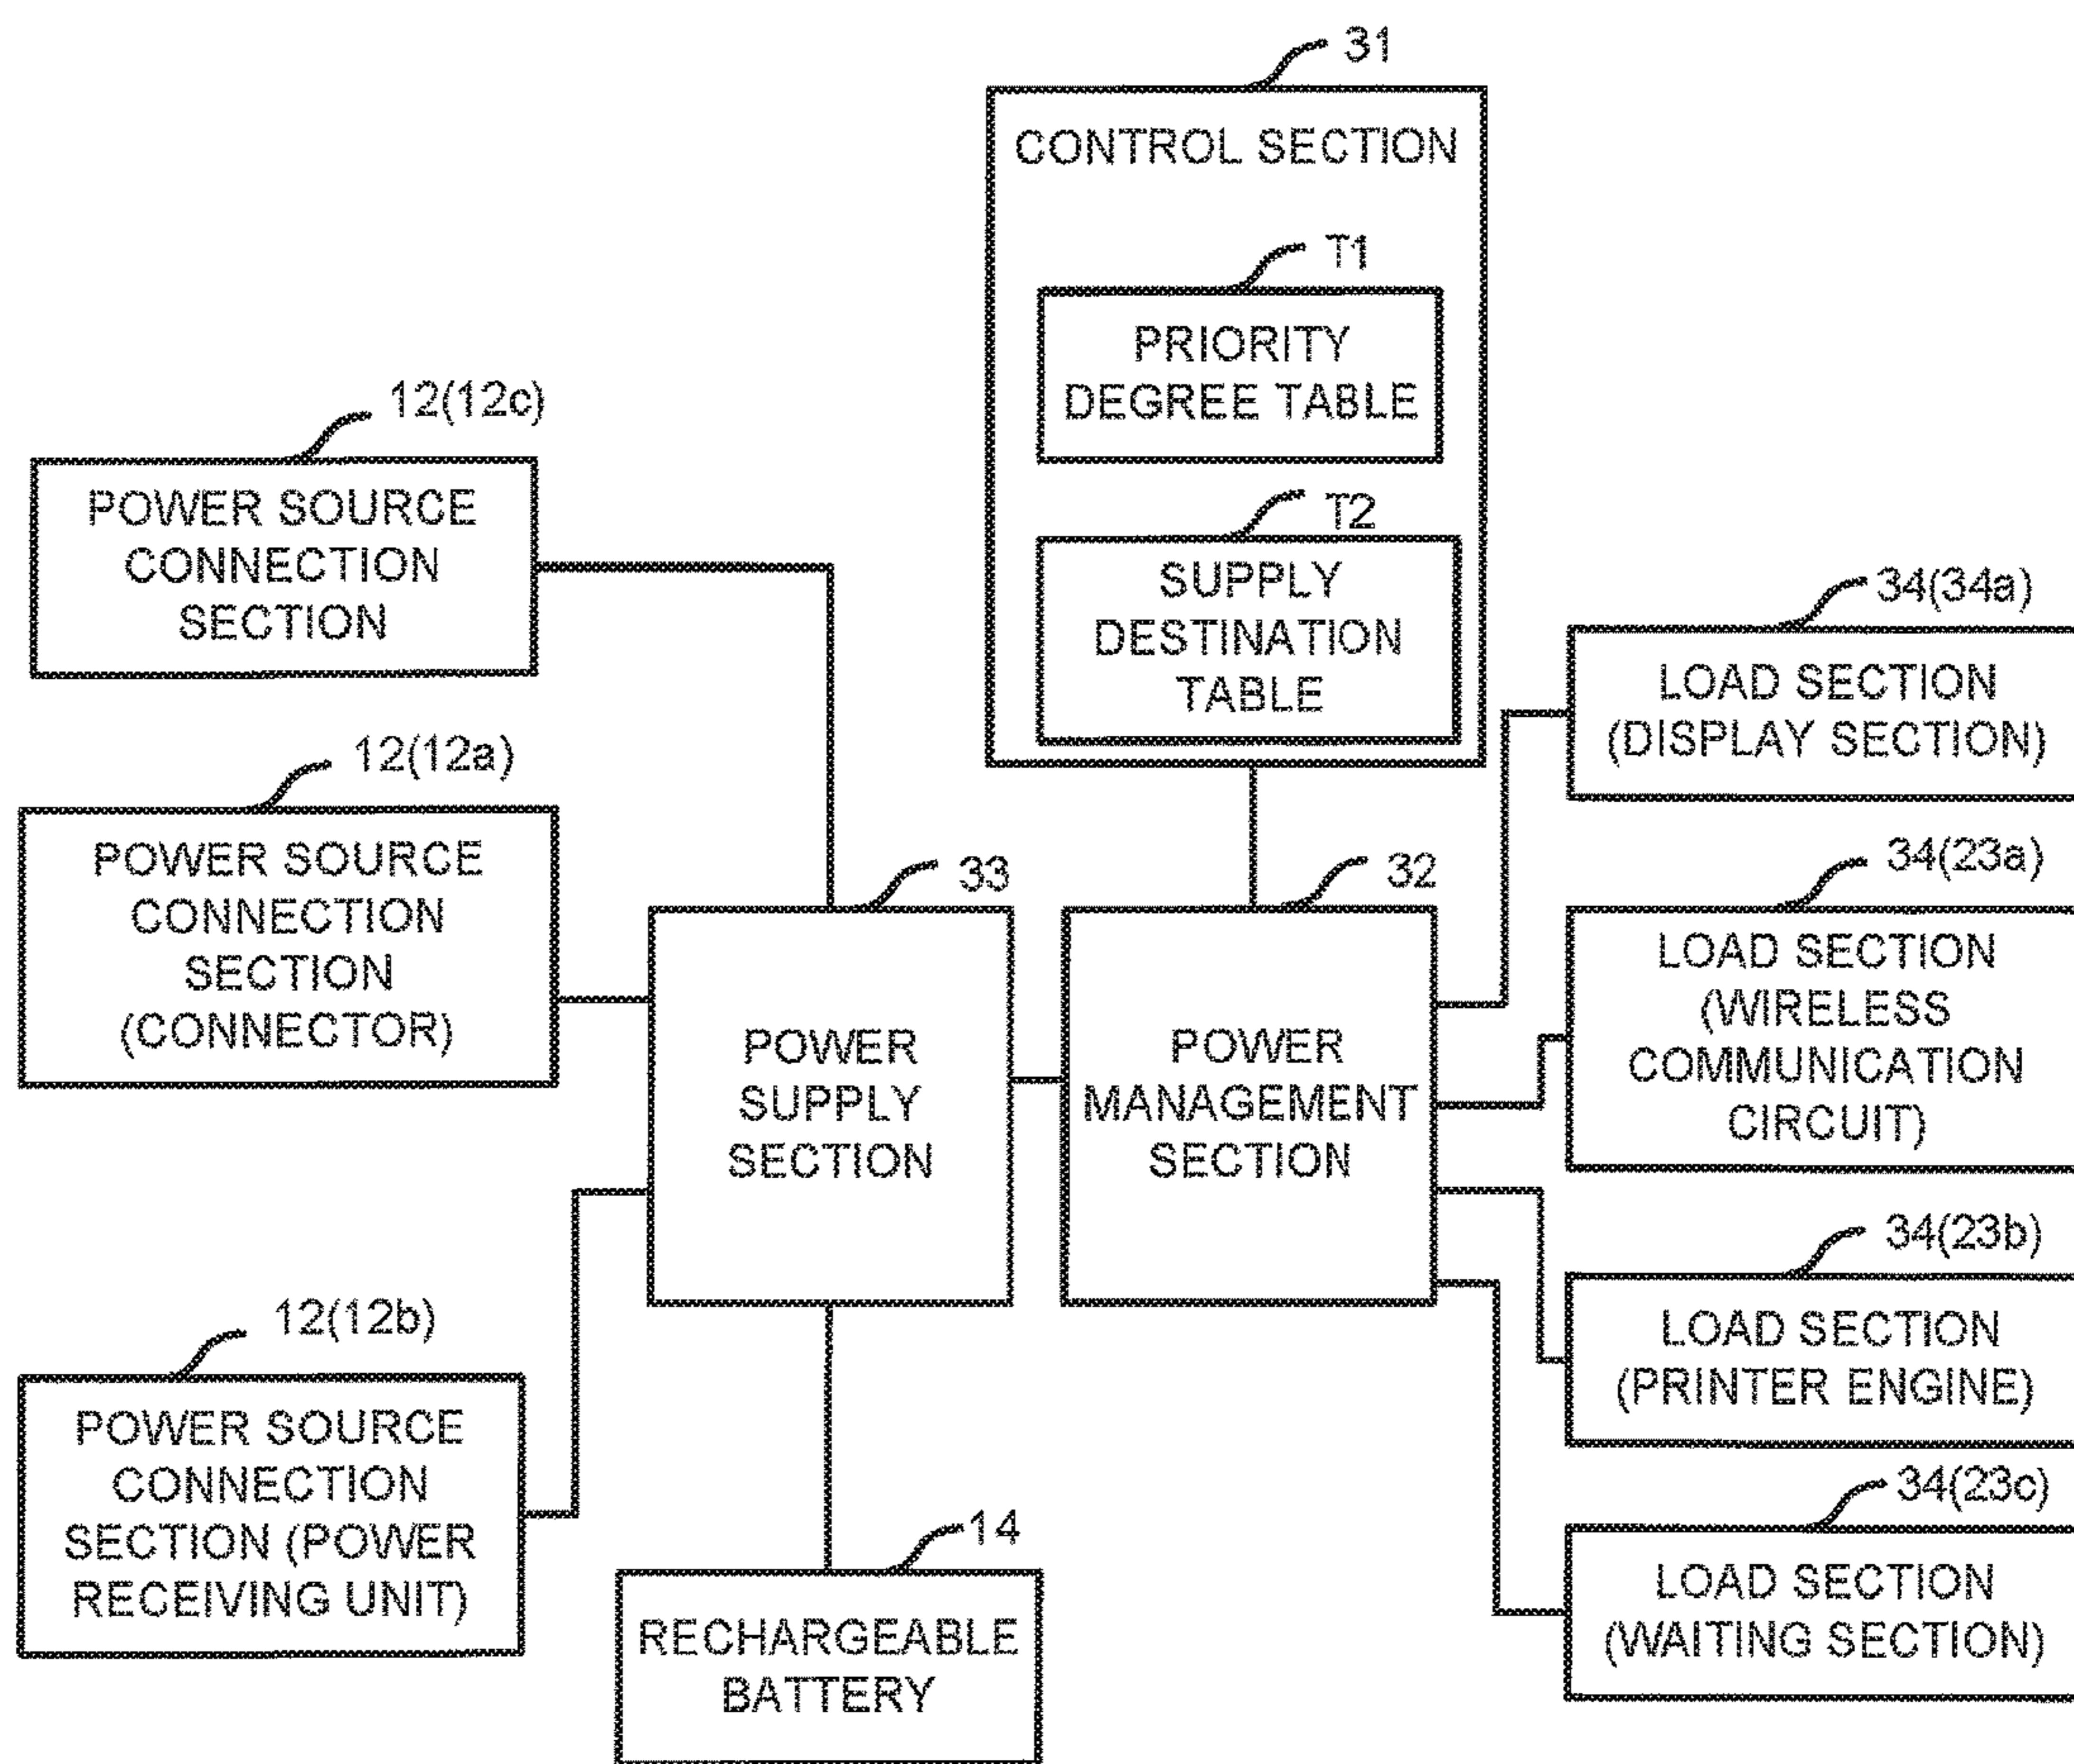 31
CONTROL SECTION
T1
PRIORITY
DEGREE TABLE
T2
SUPPLY
DESTINATION
TABLE
12(12c)
POWER SOURCE
CONNECTION
SECTION
12(12a)
POWER SOURCE
CONNECTION
SECTION
(CONNECTOR)
12(12b)
POWER SOURCE
CONNECTION
SECTION (POWER
RECEIVING UNIT)
33
POWER
SUPPLY
SECTION
32
POWER
MANAGEMENT
SECTION
14
RECHARGEABLE
BATTERY
34(34a)
LOAD SECTION
(DISPLAY SECTION)
34(23a)
LOAD SECTION
(WIRELESS
COMMUNICATION
CIRCUIT)
34(23b)
LOAD SECTION
(PRINTER ENGINE)
34(23c)
LOAD SECTION
(WAITING SECTION)